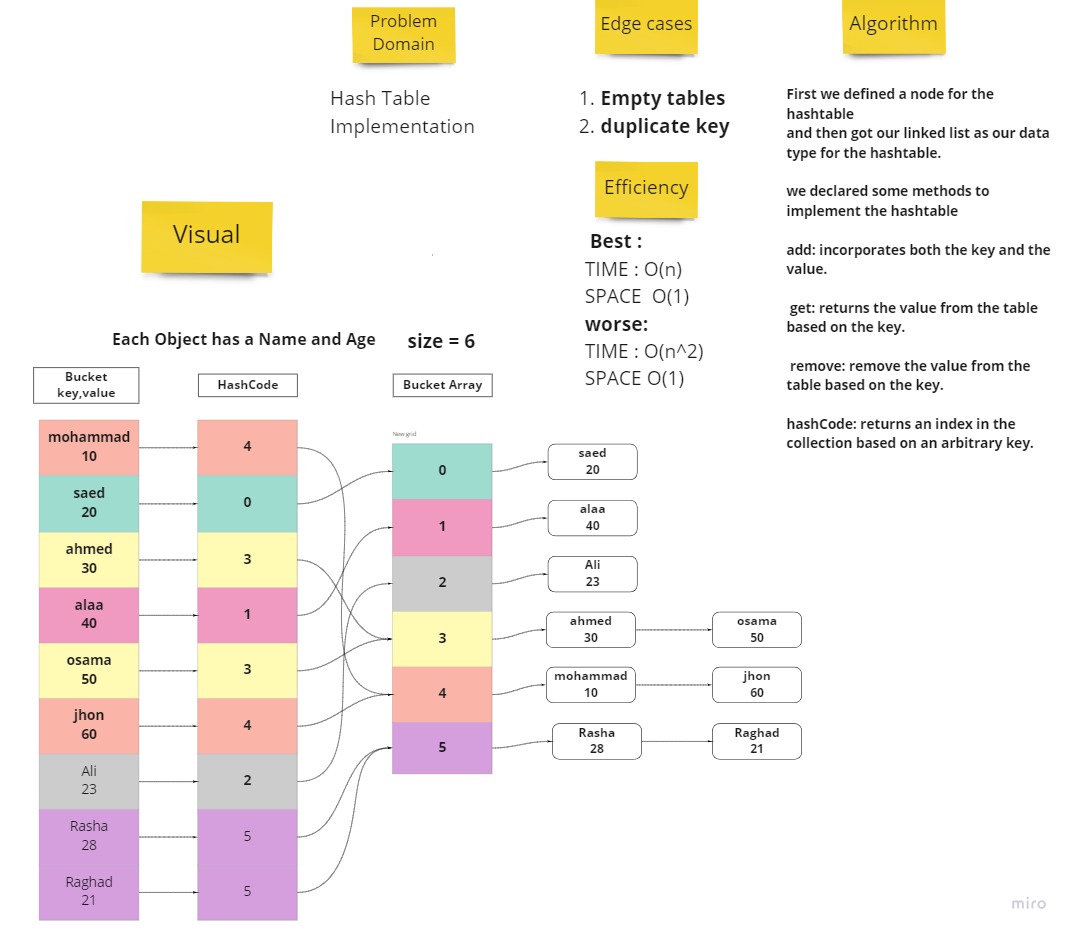 Problem
Domain
Hash Table
Implementation
Edge cases
1. Empty tables
2. duplicate key
Efficiency
Best :
TIME : O(n)
SPACE O(1)
worse:
TIME : O(n^2)
SPACE O(1)
Algorithm
First we defined a node for the
hashtable
and then got our linked list as our data
type for the hashtable.
we declared some methods to
implement the hashtable
add: incorporates both the key and the
value.
get: returns the value from the table
based on the key.
remove: remove the value from the
table based on the key.
hashCode: returns an index in the
collection based on an arbitrary key.
Visual
Each Object has a Name and Age
size = 6
Bucket
key,value
mohammad
10
saed
20
ahmed
30
alaa
40
osama
50
jhon
60
Ali
23
Rasha
28
Raghad
21
HashCode
4
0
3
1
3
4
2
5
5
Bucket Array
New grid
0
1
2
3
4
5
saed
20
alaa
40
Ali
23
ahmed
30
osama
50
mohammad
10
jhon
60
Rasha
28
Raghad
21
miro